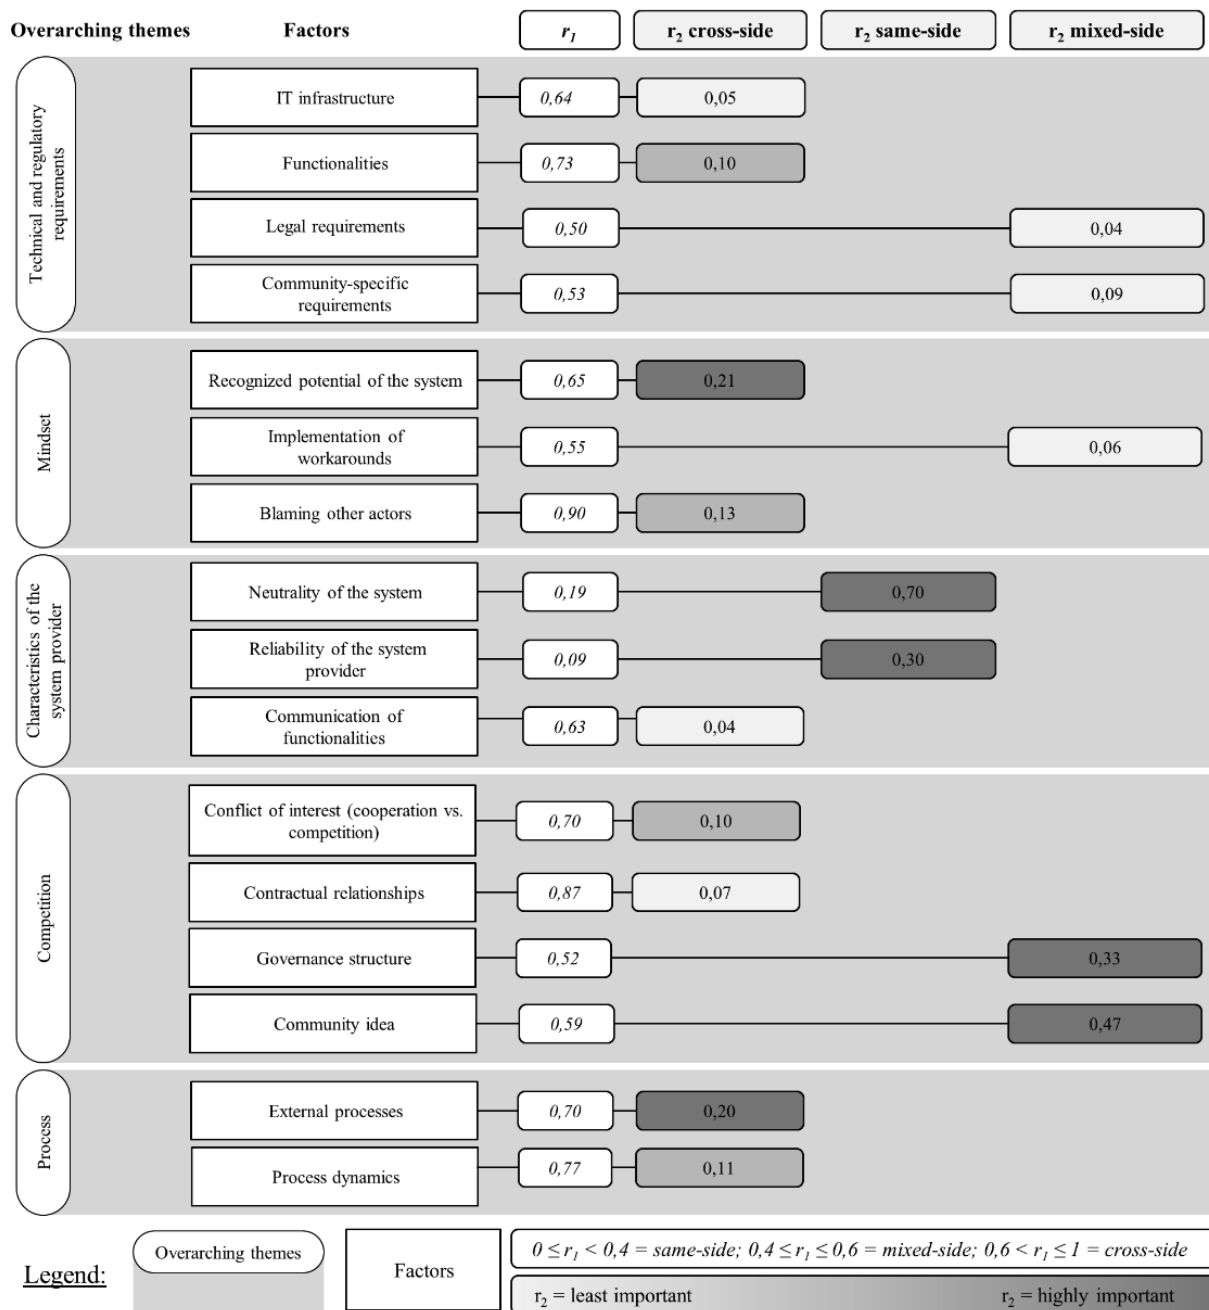 Overarching themes Factors r1 r2 cross-side r2 same-side r2 mixed-side
Technical and regulatory
requirements
IT infrastructure 0,64 0,05
Functionalities 0,73 0,10
Legal requirements 0,50 0,04
Community-specific
requirements 0,53 0,09
Mindset
Recognized potential of the system 0,65 0,21
Implementation of
workarounds 0,55 0,06
Blaming other actors 0,90 0,13
Characteristics of the
system provider
Neutrality of the system 0,19 0,70
Reliability of the system
provider 0,09 0,30
Communication of
functionalities 0,63 0,04
Competition
Conflict of interest (cooperation vs.
competition) 0,70 0,10
Contractual relationships 0,87 0,07
Governance structure 0,52 0,33
Community idea 0,59 0,47
Process
External processes 0,70 0,20
Process dynamics 0,77 0,11
Legend:
Overarching themes
Factors
0 ≤ r1 < 0,4 = same-side; 0,4 ≤ r1 ≤ 0,6 = mixed-side; 0,6 < r1 ≤ 1 = cross-side
r2 = least important r2 = highly important